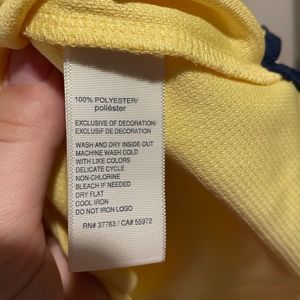 100% POLYESTER/
poliéster
EXCLUSIVE OF DECORATION/
EXCLUSIF DE DECORATION
WASH AND DRY INSIDE OUT
MACHINE WASH COLD
WITH LIKE COLORS
DELICATE CYCLE
NON-CHLORINE
BLEACH IF NEEDED
DRY FLAT
COOL IRON
DO NOT IRON LOGO
RN# 37763 / CA# 55972